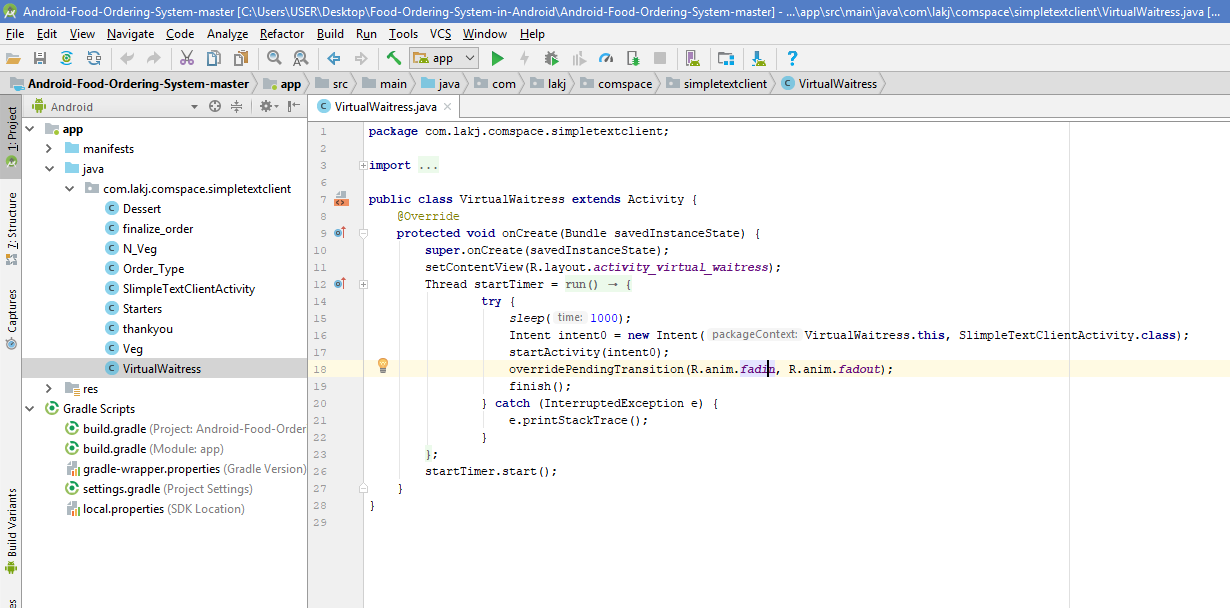 Android-Food-Ordering-System-master [C:\Users\USER\Desktop\Food-Ordering-System-in-Android\Android-Food-Ordering-System-master] - ...\app\src\main\java\com\lakj\comspace\simpletextclient\VirtualWaitress.java [...
File Edit View Navigate Code Analyze Refactor Build Run Tools VCS Window Help
app
Android-Food-Ordering-System-master app src main java com lakj comspace simpletextclient VirtualWaitress
1: Project
7: Structure
Captures
Build Variants
es
Android
app
manifests
java
com.lakj.comspace.simpletextclient
Dessert
finalize_order
N_Veg
Order_Type
SlimpleTextClientActivity
Starters
thankyou
Veg
VirtualWaitress
res
Gradle Scripts
build.gradle (Project: Android-Food-Order
build.gradle (Module: app)
gradle-wrapper.properties (Gradle Version)
settings.gradle (Project Settings)
local.properties (SDK Location)
VirtualWaitress.java
1 package com.lakj.comspace.simpletextclient;
2
3 import ...
6
7 public class VirtualWaitress extends Activity {
8 @Override
9 protected void onCreate(Bundle savedInstanceState) {
10 super.onCreate(savedInstanceState);
11 setContentView(R.layout.activity_virtual_waitress);
12 Thread startTimer = run() → {
14 try {
15 sleep( time: 1000);
16 Intent intent0 = new Intent( packageContext: VirtualWaitress.this, SlimpleTextClientActivity.class);
17 startActivity(intent0);
18 overridePendingTransition(R.anim.fadin, R.anim.fadout);
19 finish();
20 } catch (InterruptedException e) {
21 e.printStackTrace();
22 }
23 };
26 startTimer.start();
27 }
28 }
29